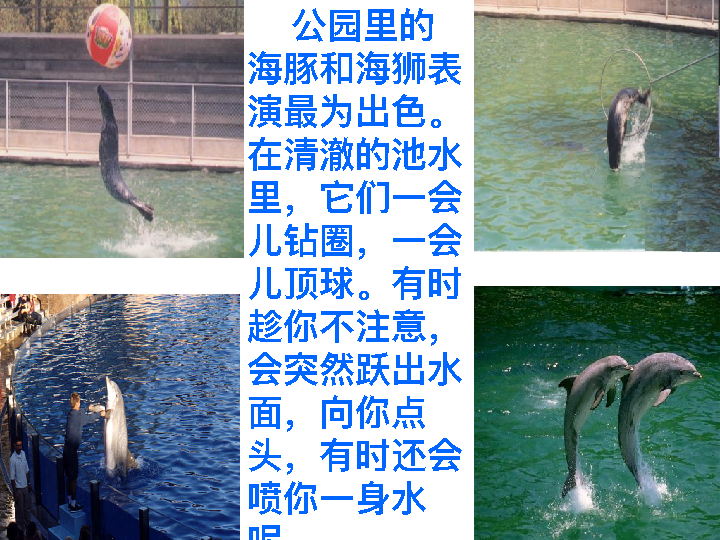 公园里的
海豚和海狮表
演最为出色。
在清澈的池水
里，它们一会
儿钻圈，一会
儿顶球。有时
趁你不注意，
会突然跃出水
面，向你点
头，有时还会
喷你一身水
呢